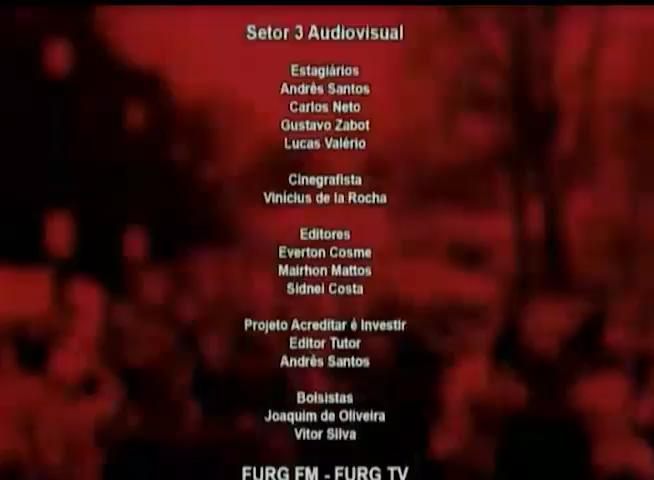 Setor 3 Audiovisual
Estagiários
Andrês Santos
Carlos Neto
Gustavo Zabot
Lucas Valério
Cinegrafista
Vinícius de la Rocha
Editores
Everton Cosme
Mairhon Mattos
Sidnei Costa
Projeto Acreditar é Investir
Editor Tutor
Andrês Santos
Bolsistas
Joaquim de Oliveira
Vitor Silva
FURG FM - FURG TV